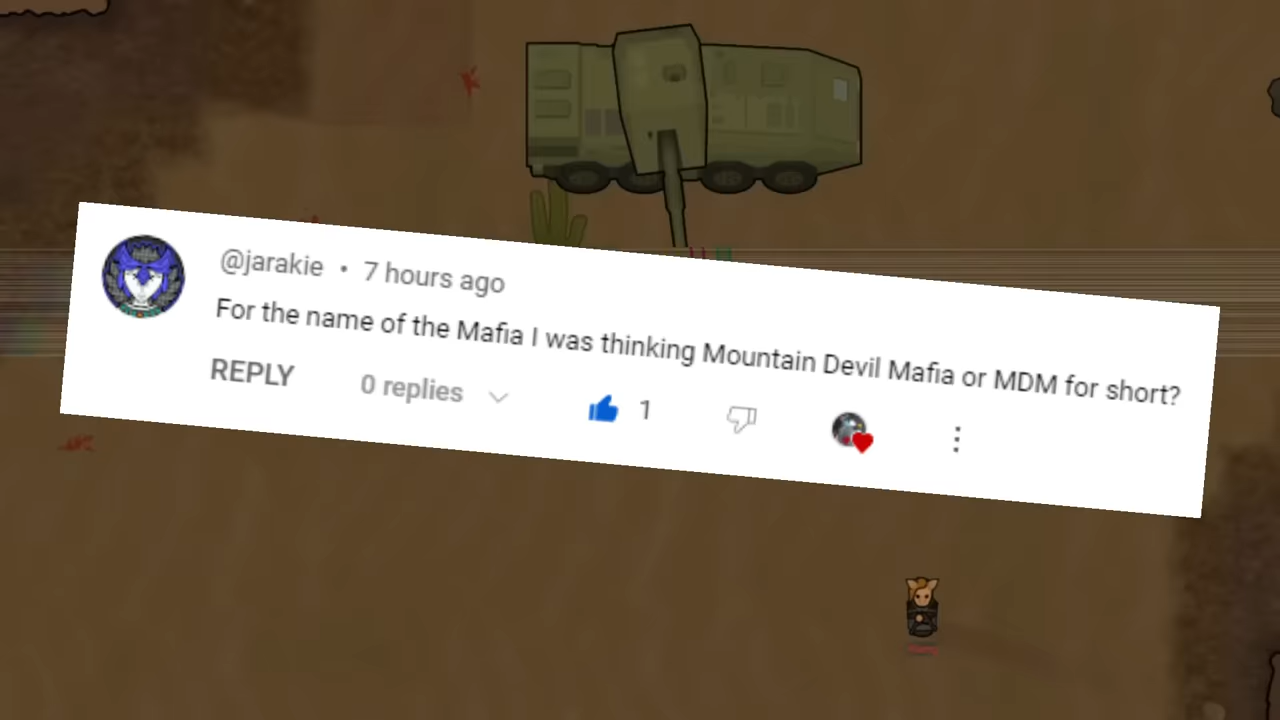 @jarakie • 7 hours ago
For the name of the Mafia I was thinking Mountain Devil Mafia or MDM for short?
REPLY 0 replies 1